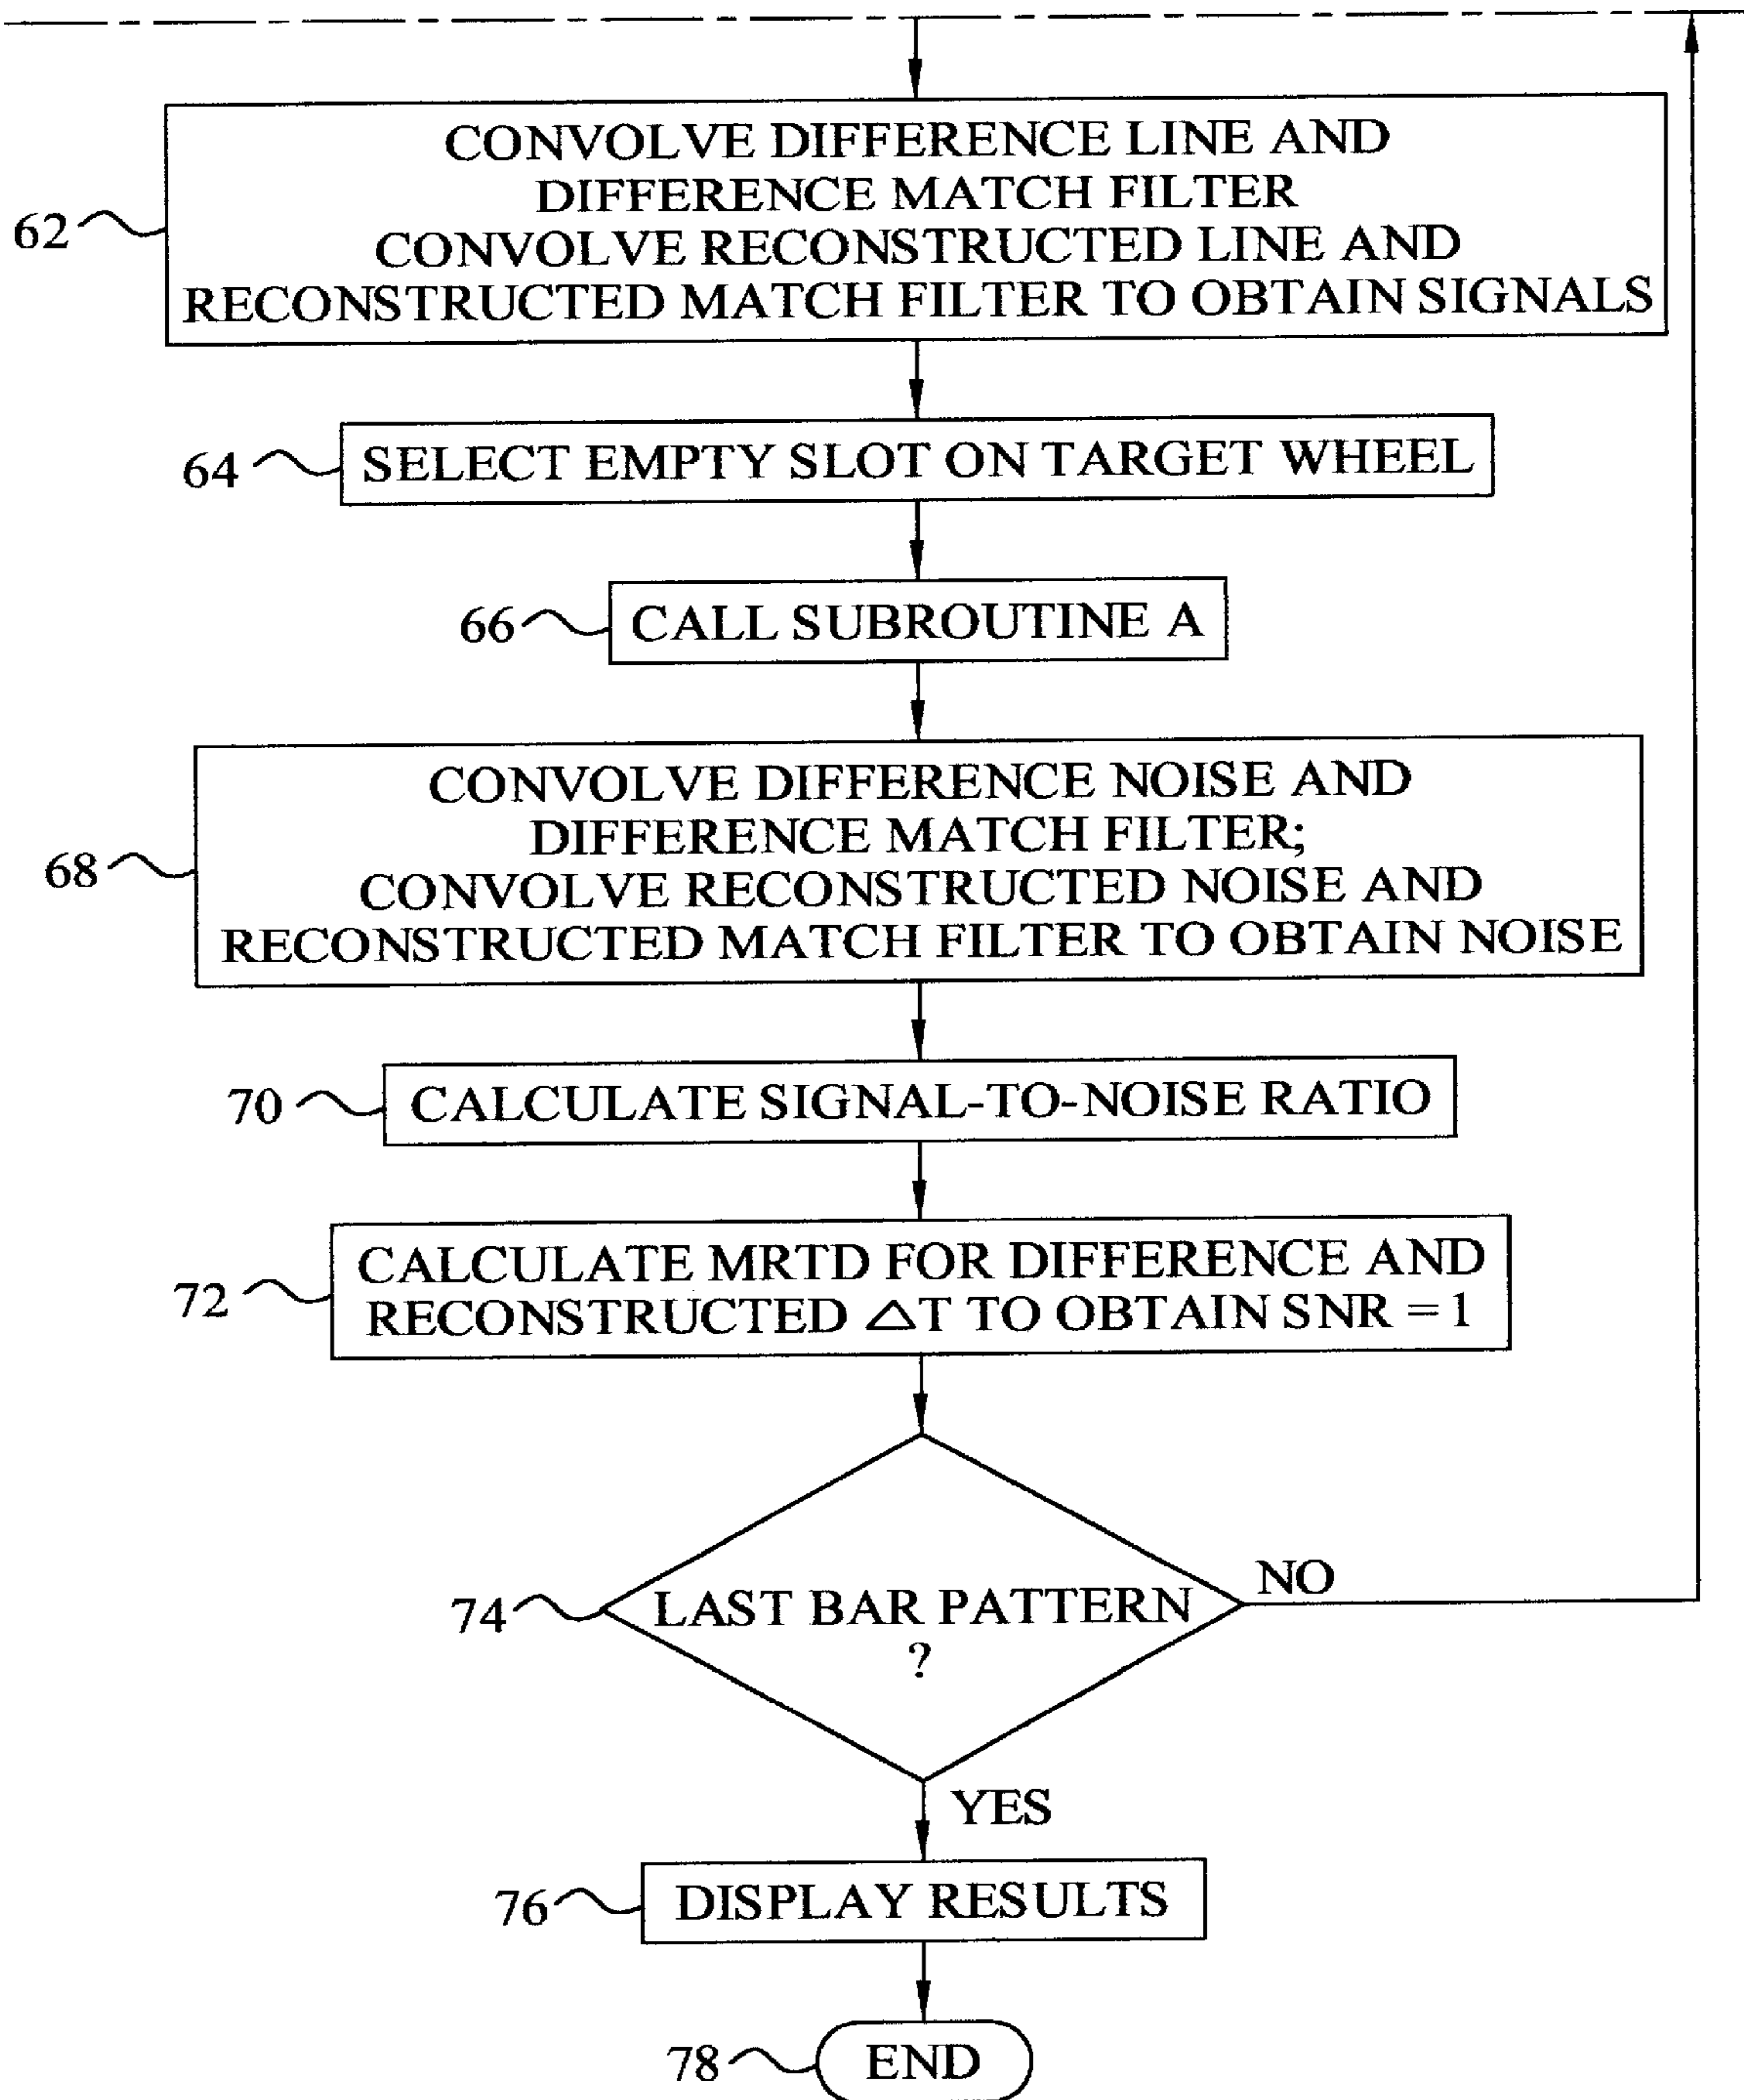 CONVOLVE DIFFERENCE LINE AND
DIFFERENCE MATCH FILTER
CONVOLVE RECONSTRUCTED LINE AND
RECONSTRUCTED MATCH FILTER TO OBTAIN SIGNALS
62
64
SELECT EMPTY SLOT ON TARGET WHEEL
66
CALL SUBROUTINE A
CONVOLVE DIFFERENCE NOISE AND
DIFFERENCE MATCH FILTER;
68
CONVOLVE RECONSTRUCTED NOISE AND
RECONSTRUCTED MATCH FILTER TO OBTAIN NOISE
70
CALCULATE SIGNAL-TO-NOISE RATIO
72
CALCULATE MRTD FOR DIFFERENCE AND
RECONSTRUCTED △T TO OBTAIN SNR = 1
74
LAST BAR PATTERN
?
NO
YES
76
DISPLAY RESULTS
78
END